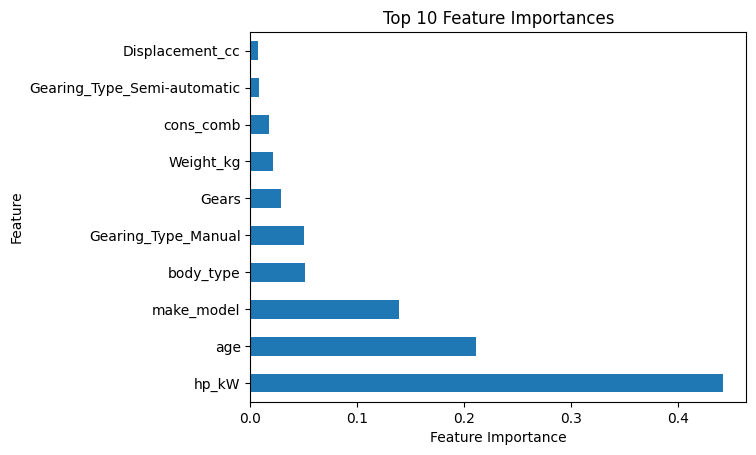 Top 10 Feature Importances
Feature
Displacement_cc
Gearing_Type_Semi-automatic
cons_comb
Weight_kg
Gears
Gearing_Type_Manual
body_type
make_model
age
hp_kW
0.0 0.1 0.2 0.3 0.4
Feature Importance